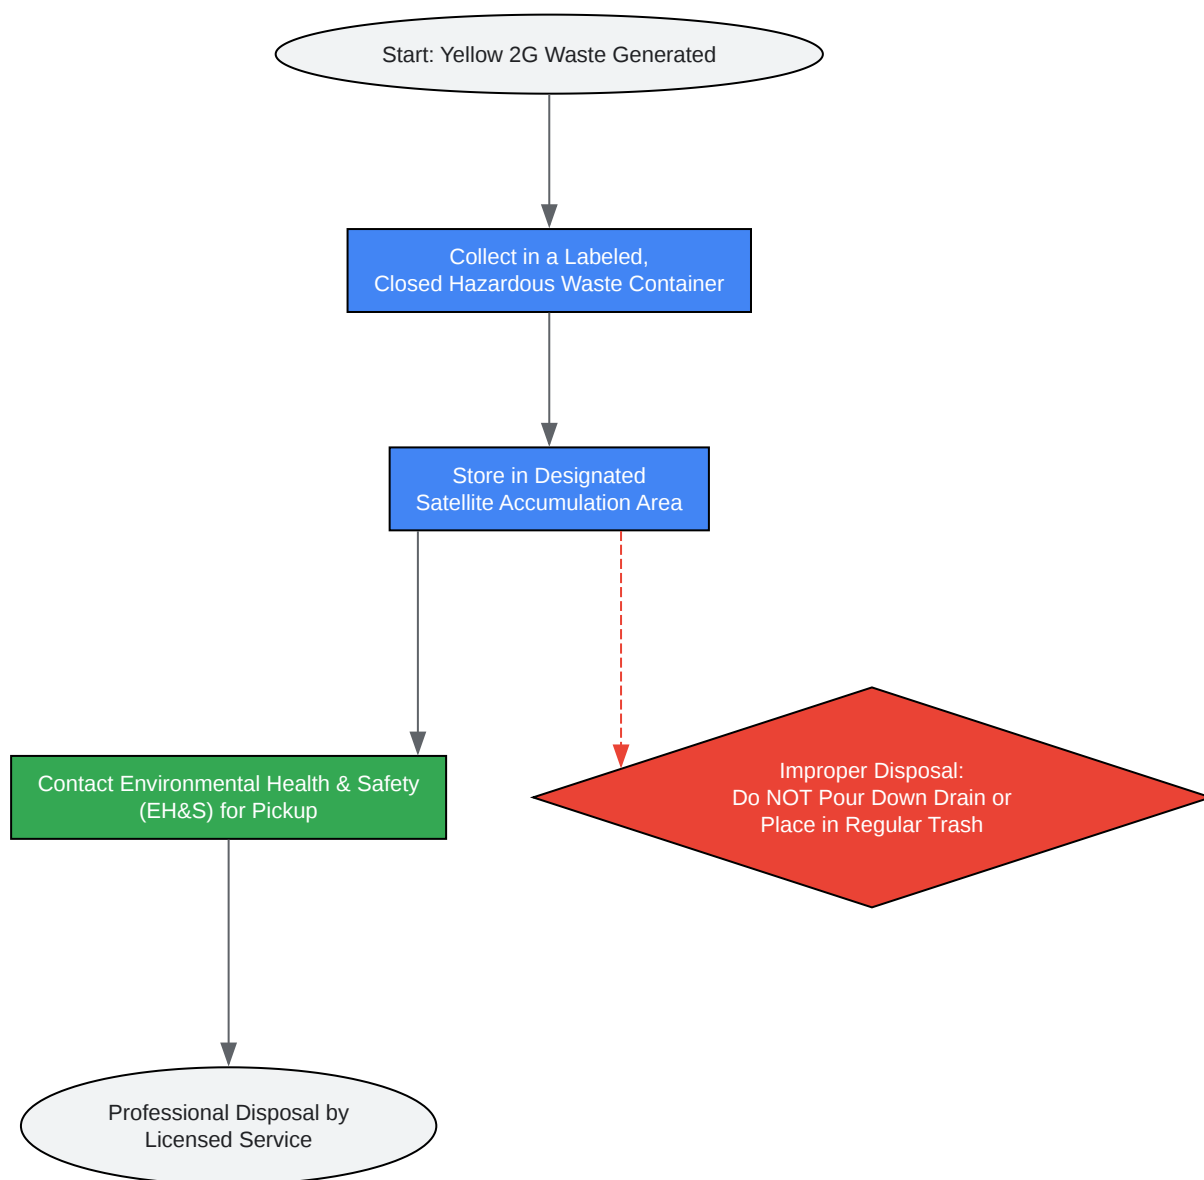 Start: Yellow 2G Waste Generated
Collect in a Labeled,
Closed Hazardous Waste Container
Store in Designated
Satellite Accumulation Area
Contact Environmental Health & Safety
(EH&S) for Pickup
Improper Disposal:
Do NOT Pour Down Drain or
Place in Regular Trash
Professional Disposal by
Licensed Service